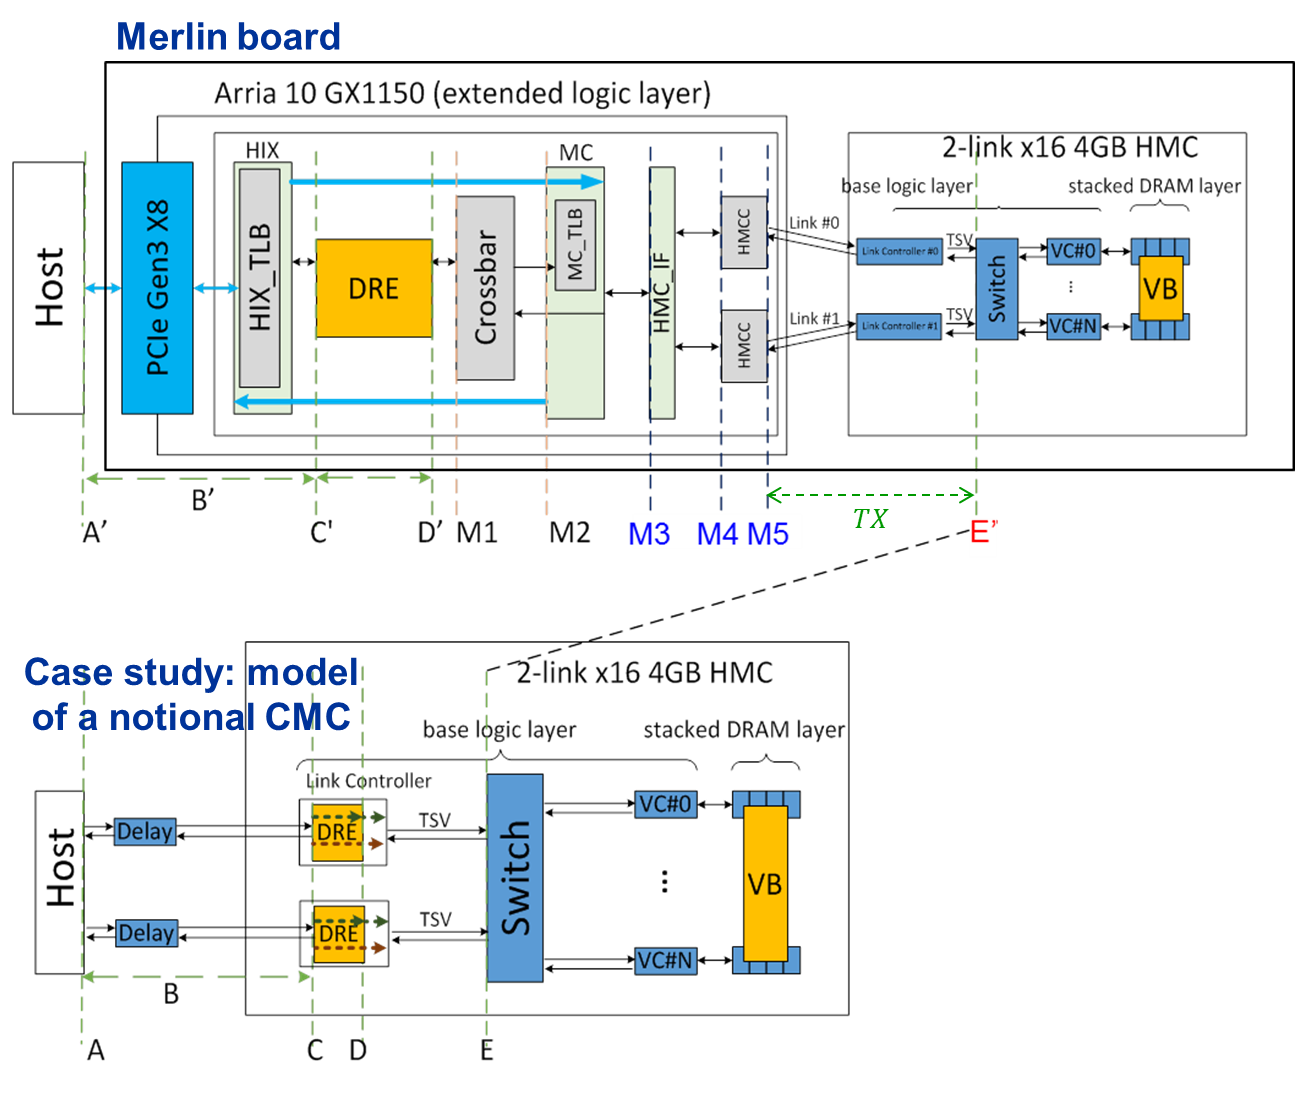 Merlin board
Arria 10 GX1150 (extended logic layer)
2-link x16 4GB HMC
HIX
MC
base logic layer
stacked DRAM layer
Host
PCIe Gen3 X8
HIX_TLB
DRE
Crossbar
MC_TLB
HMC_IF
HMCC
HMCC
Link #0
Link #1
Link Controller #0
Link Controller #1
TSV
TSV
Switch
VC#0
⋮
VC#N
VB
B'
TX
A'
C'
D'
M1
M2
M3
M4
M5
E'
Case study: model
of a notional CMC
2-link x16 4GB HMC
base logic layer
stacked DRAM layer
Link Controller
Host
Delay
DRE
TSV
Switch
VC#0
⋮
VB
Delay
DRE
TSV
VC#N
B
A
C
D
E